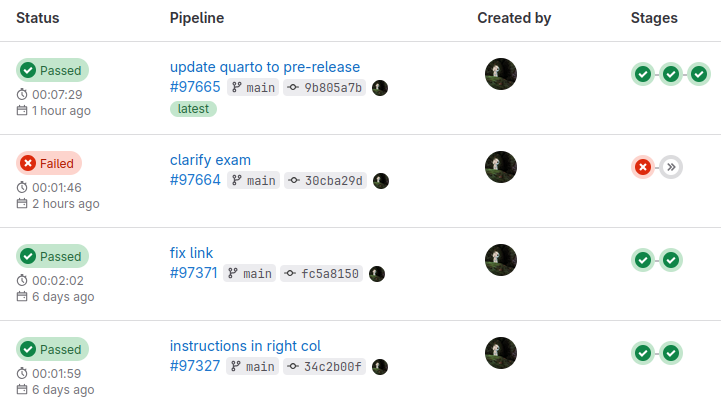 Status Pipeline Created by Stages
Passed update quarto to pre-release
00:07:29 #97665 main 9b805a7b
1 hour ago latest
Failed clarify exam
00:01:46 #97664 main 30cba29d
2 hours ago
Passed fix link
00:02:02 #97371 main fc5a8150
6 days ago
Passed instructions in right col
00:01:59 #97327 main 34c2b00f
6 days ago